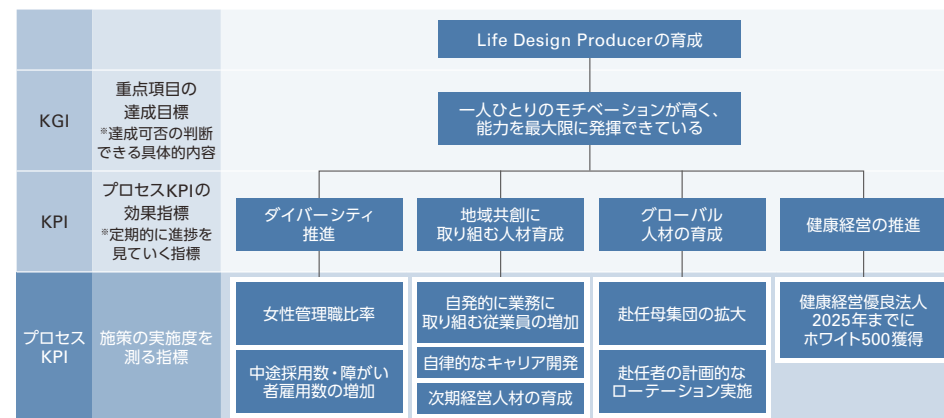 Life Design Producerの育成
KGI
重点項目の
達成目標
※達成可否の判断
できる具体的内容
一人ひとりのモチベーションが高く、
能力を最大限に発揮できている
KPI
プロセスKPIの
効果指標
※定期的に進捗を
見ていく指標
ダイバーシティ
推進
地域共創に
取り組む人材育成
グローバル
人材の育成
健康経営の推進
プロセス
KPI
施策の実施度を
測る指標
女性管理職比率
中途採用数・障がい
者雇用数の増加
自発的に業務に
取り組む従業員の増加
自律的なキャリア開発
次期経営人材の育成
赴任母集団の拡大
赴任者の計画的な
ローテーション実施
健康経営優良法人
2025年までに
ホワイト500獲得